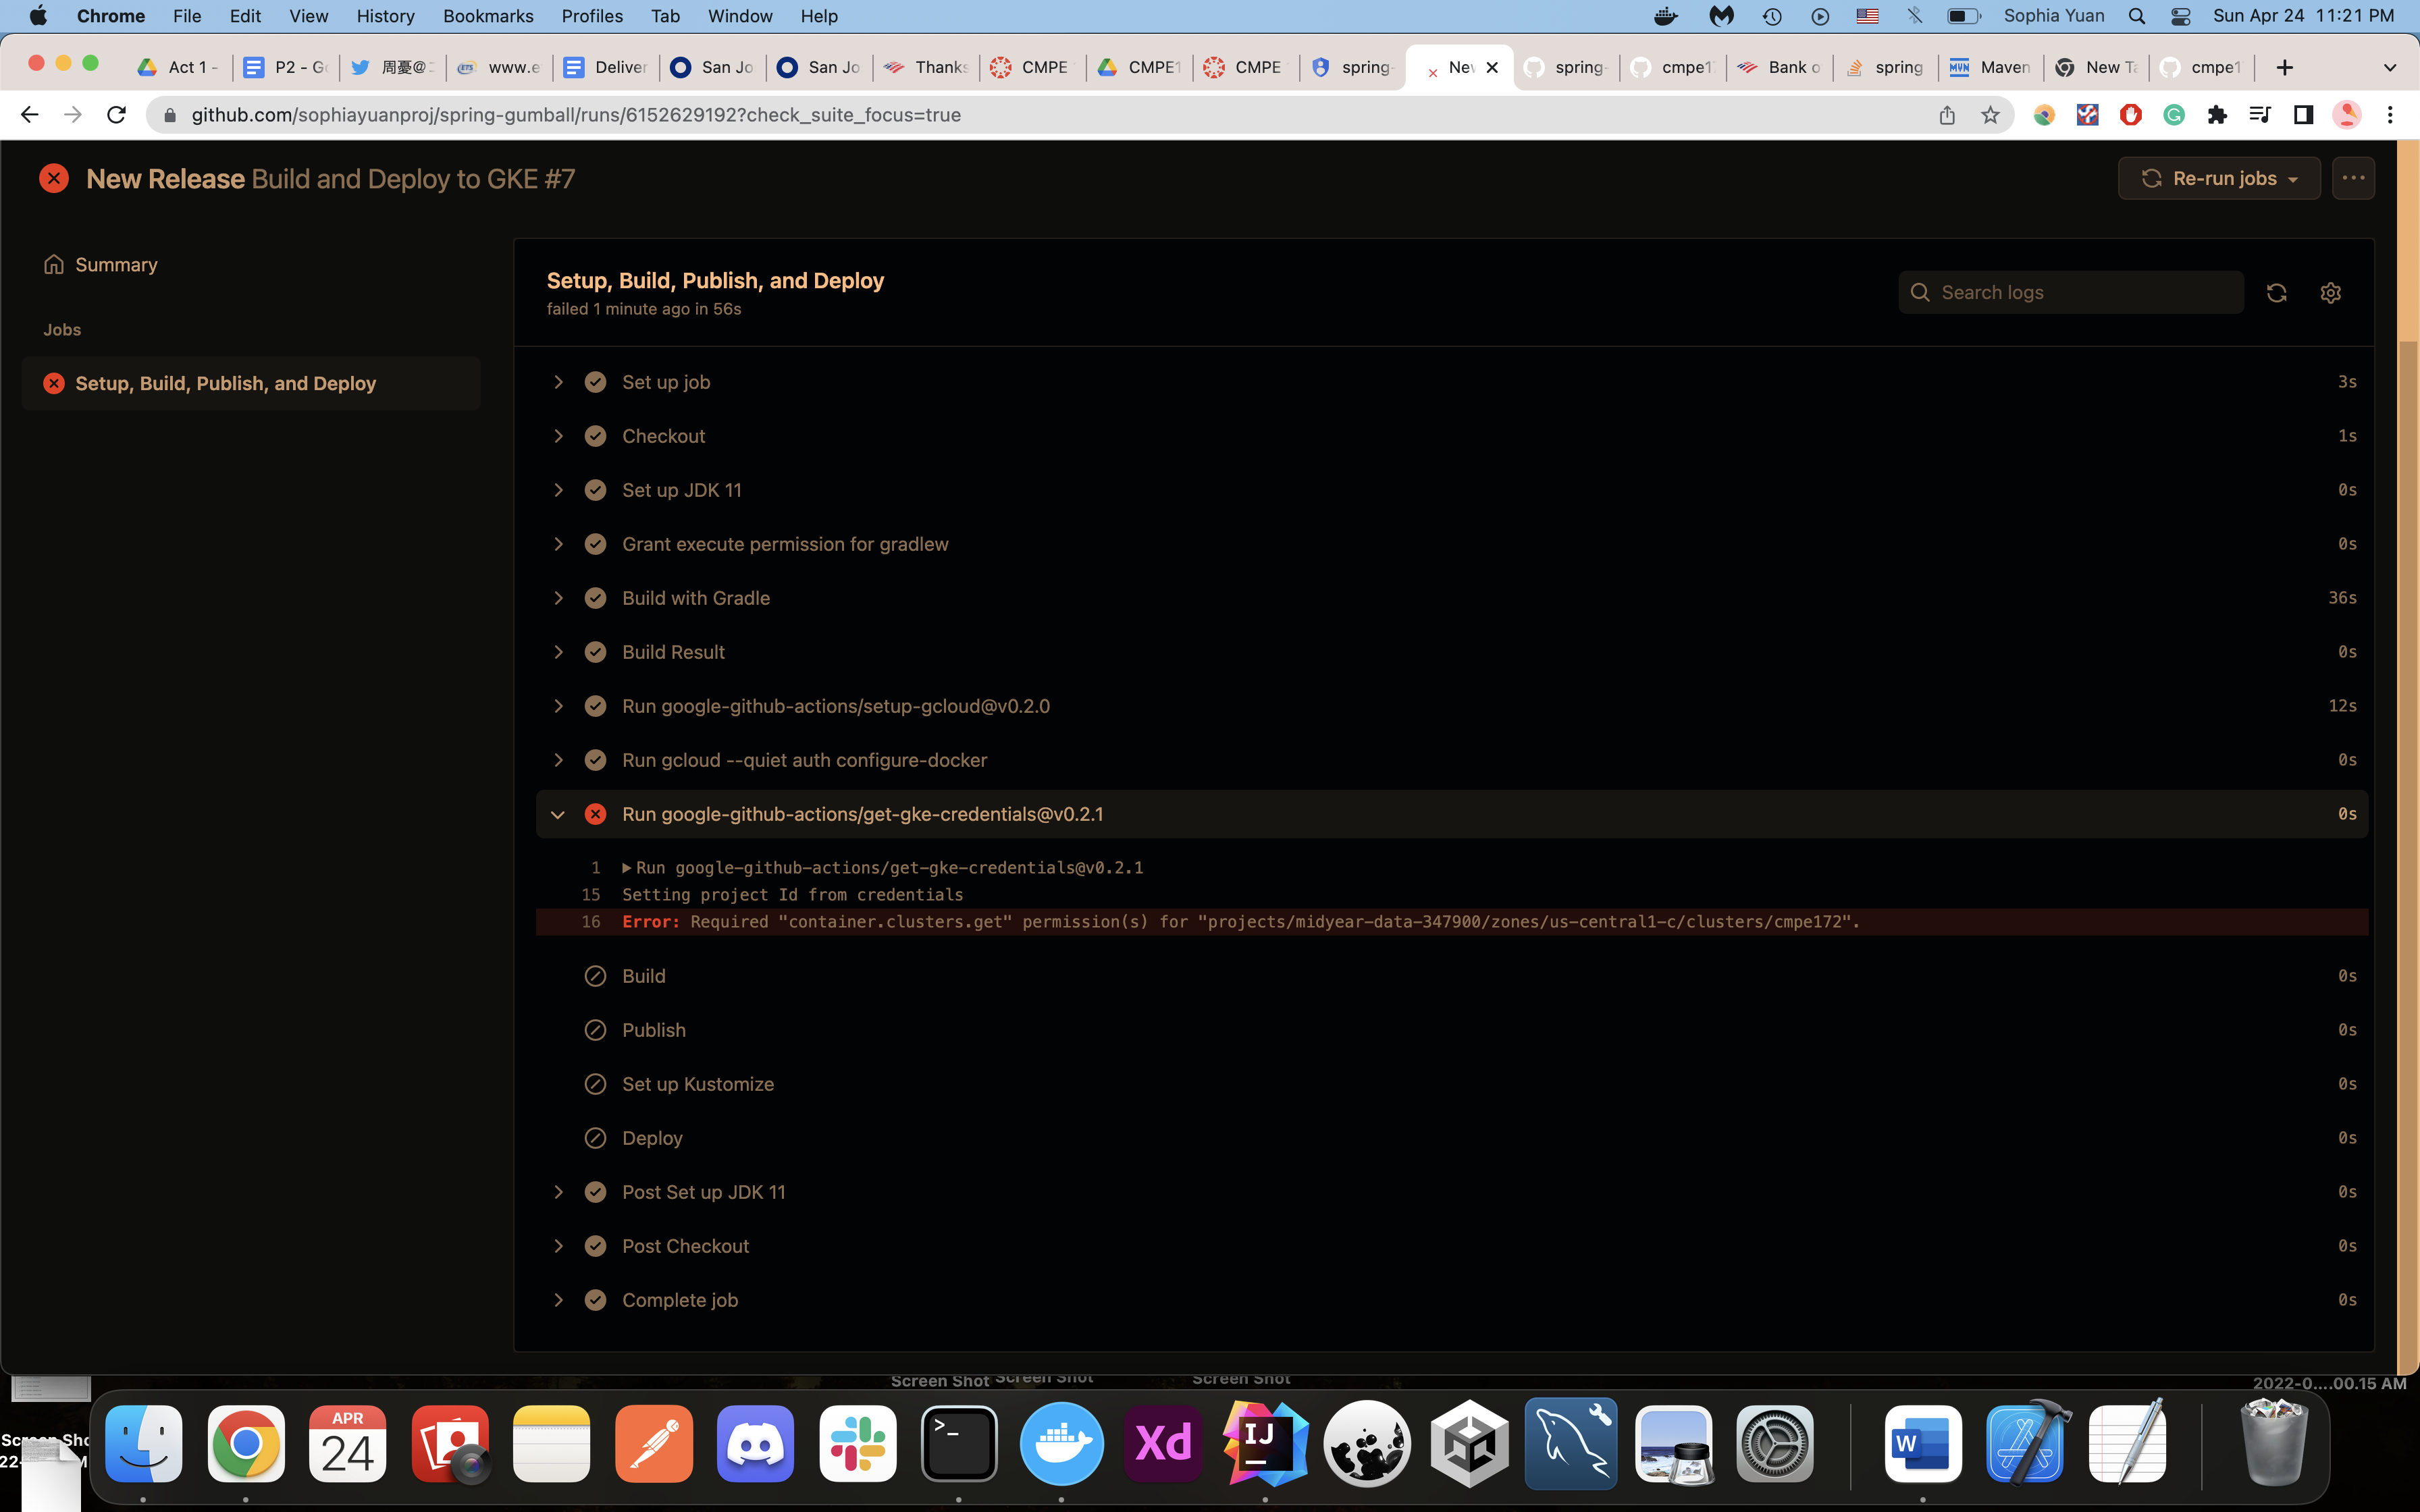 Chrome File Edit View History Bookmarks Profiles Tab Window Help Sophia Yuan Sun Apr 24 11:21 PM
Act 1 - P2 - Go 周憂@ www.e Deliver San Jo San Jo Thanks CMPE CMPE1 CMPE spring- New spring- cmpe1 Bank o spring Maven New Ta cmpe1
github.com/sophiayuanproj/spring-gumball/runs/6152629192?check_suite_focus=true
New Release Build and Deploy to GKE #7
Re-run jobs
Summary
Jobs
Setup, Build, Publish, and Deploy
Setup, Build, Publish, and Deploy
failed 1 minute ago in 56s
Search logs
Set up job 3s
Checkout 1s
Set up JDK 11 0s
Grant execute permission for gradlew 0s
Build with Gradle 36s
Build Result 0s
Run google-github-actions/setup-gcloud@v0.2.0 12s
Run gcloud --quiet auth configure-docker 0s
Run google-github-actions/get-gke-credentials@v0.2.1 0s
1 Run google-github-actions/get-gke-credentials@v0.2.1
15 Setting project Id from credentials
16 Error: Required "container.clusters.get" permission(s) for "projects/midyear-data-347900/zones/us-central1-c/clusters/cmpe172".
Build 0s
Publish 0s
Set up Kustomize 0s
Deploy 0s
Post Set up JDK 11 0s
Post Checkout 0s
Complete job 0s
Screen Shot Screen Shot Screen Shot
2022-0....00.15 AM
APR
24
Xd
IJ
W